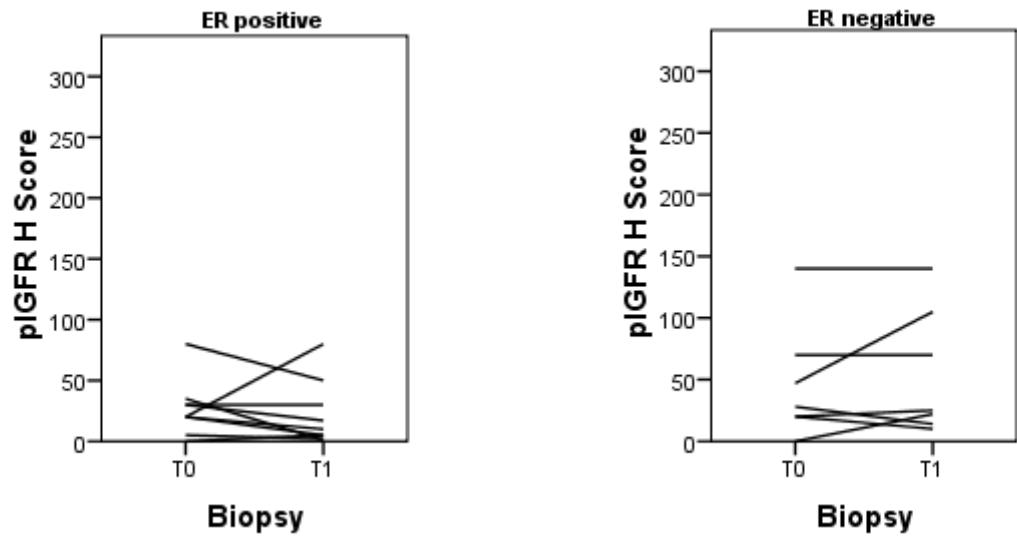 ER positive
pIGFR H Score
300
250
200
150
100
50
0
T0 T1
Biopsy
ER negative
pIGFR H Score
300
250
200
150
100
50
0
T0 T1
Biopsy